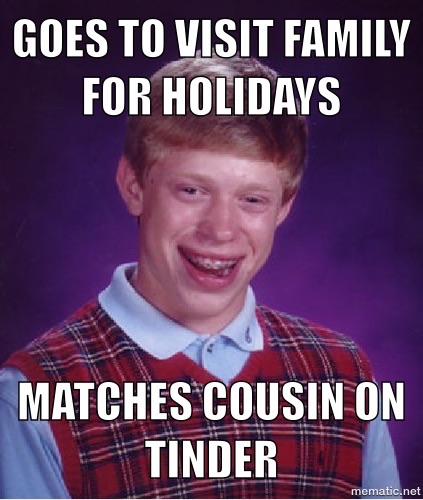 GOES TO VISIT FAMILY
FOR HOLIDAYS
MATCHES COUSIN ON
TINDER
mematic.net